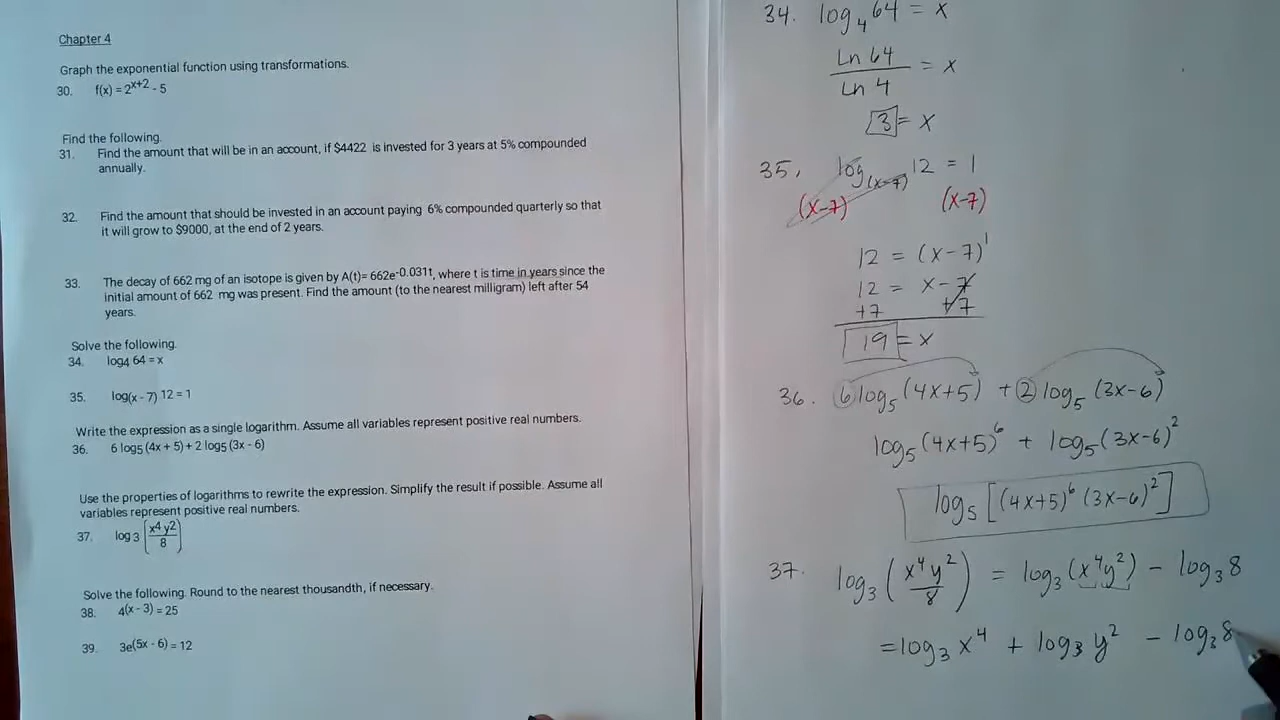 Chapter 4
Graph the exponential function using transformations.
30. f(x) = 2^x+2 - 5
Find the following.
31. Find the amount that will be in an account, if $4422 is invested for 3 years at 5% compounded
annually.
32. Find the amount that should be invested in an account paying 6% compounded quarterly so that
it will grow to $9000, at the end of 2 years.
33. The decay of 662 mg of an isotope is given by A(t)= 662e^-0.031t, where t is time in years since the
initial amount of 662 mg was present. Find the amount (to the nearest milligram) left after 54
years.
Solve the following.
34. log4 64 = x
35. log(x - 7) 12 = 1
Write the expression as a single logarithm. Assume all variables represent positive real numbers.
36. 6 log5 (4x + 5) + 2 log5 (3x - 6)
Use the properties of logarithms to rewrite the expression. Simplify the result if possible. Assume all
variables represent positive real numbers.
37. log3 (x4 y2 / 8)
Solve the following. Round to the nearest thousandth, if necessary.
38. 4^(x - 3) = 25
39. 3e^(5x - 6) = 12
34. log₄ 64 = x
Ln 64 / Ln 4 = x
3 = x
35. log(x-7) 12 = 1
(x-7) (x-7)
12 = (x-7)¹
12 = x-7
+7 +7
19 = x
36. 6 log₅ (4x+5) + 2 log₅ (3x-6)
log₅ (4x+5)⁶ + log₅ (3x-6)²
log₅ [(4x+5)⁶ (3x-6)²]
37. log₃ (x⁴y² / 8) = log₃ (x⁴y²) - log₃ 8
= log₃ x⁴ + log₃ y² - log₃ 8